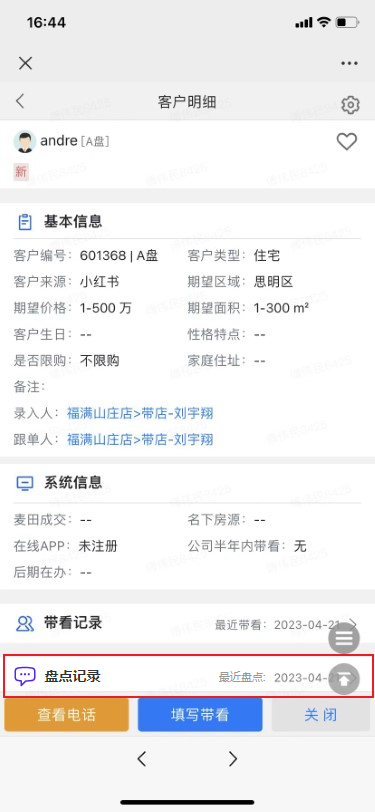 16:44
客户明细
andre [A盘]
新
基本信息
客户编号：601368 | A盘 客户类型：住宅
客户来源：小红书 期望区域：思明区
期望价格：1-500 万 期望面积：1-300 m²
客户生日：-- 性格特点：--
是否限购：不限购 家庭住址：--
备注：
录入人：福满山庄店>带店-刘宇翔
跟单人：福满山庄店>带店-刘宇翔
系统信息
麦田成交：-- 名下房源：--
在线APP：未注册 公司半年内带看：无
后期在办：--
带看记录 最近带看：2023-04-21
盘点记录 最近盘点：2023-04-2
查看电话 填写带看 关 闭